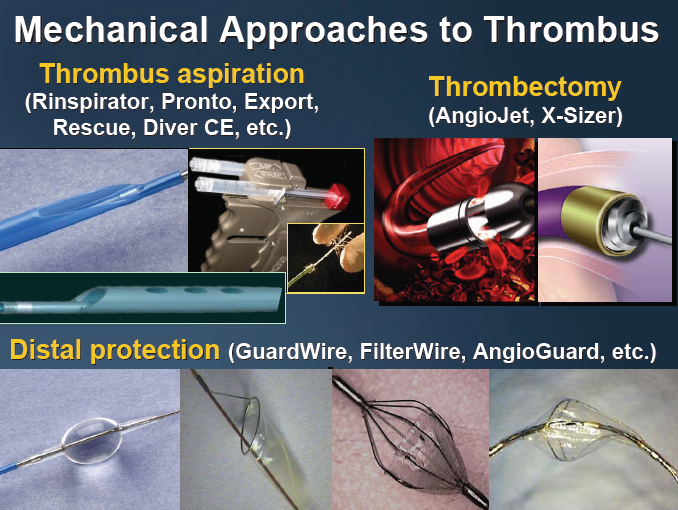 Mechanical Approaches to Thrombus
Thrombus aspiration
(Rinspirator, Pronto, Export,
Rescue, Diver CE, etc.)
Thrombectomy
(AngioJet, X-Sizer)
Distal protection (GuardWire, FilterWire, AngioGuard, etc.)